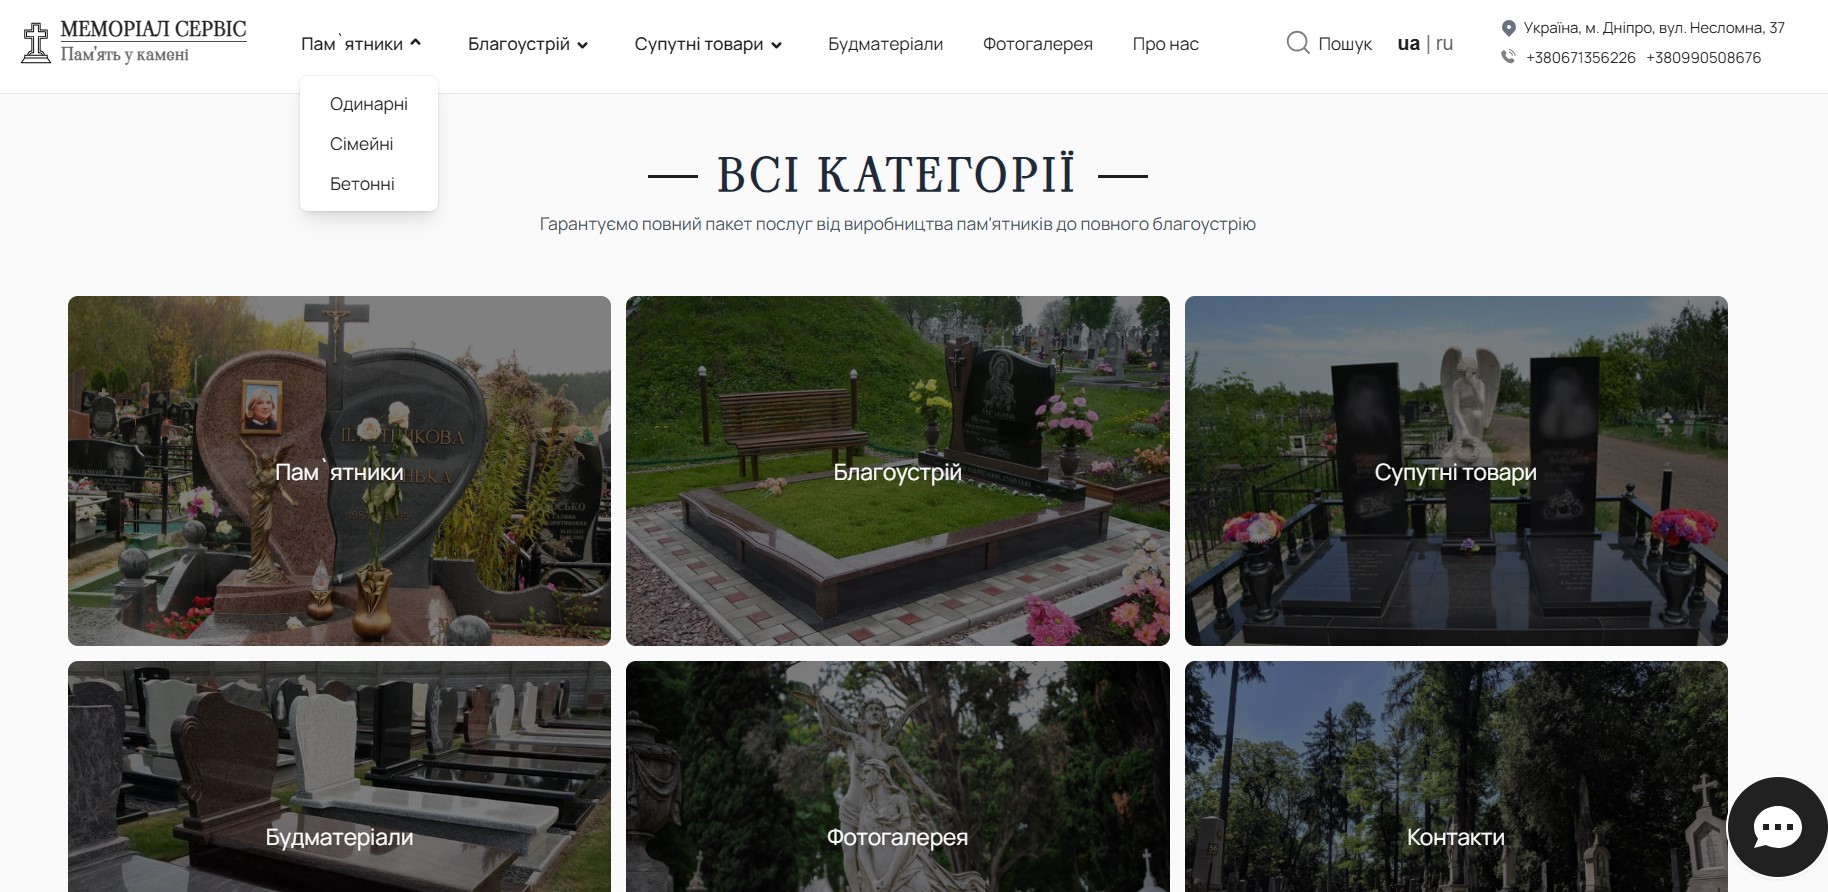 МЕМОРІАЛ СЕРВІС
Пам'ять у камені
Пам`ятники
Благоустрій
Супутні товари
Будматеріали
Фотогалерея
Про нас
Пошук
ua | ru
Україна, м. Дніпро, вул. Несломна, 37
+380671356226 +380990508676
Одинарні
Сімейні
Бетонні
ВСІ КАТЕГОРІЇ
Гарантуємо повний пакет послуг від виробництва пам'ятників до повного благоустрію
Пам`ятники
Благоустрій
Супутні товари
Будматеріали
Фотогалерея
Контакти